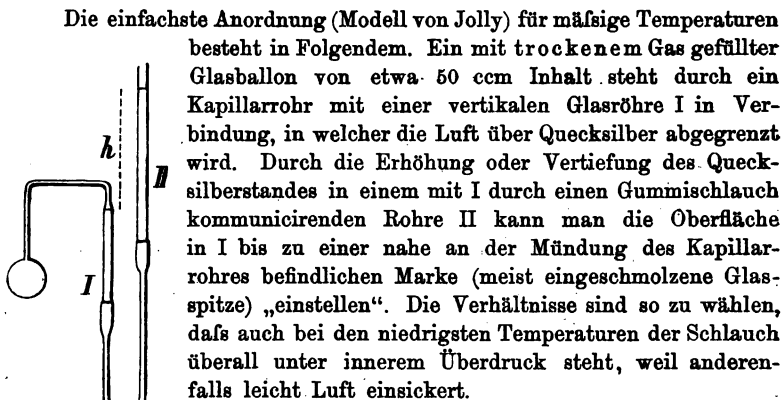 Die einfachste Anordnung (Modell von Jolly) für mäſsige Temperaturen
besteht in Folgendem. Ein mit trockenem Gas gefüllter
Glasballon von etwa 50 ccm Inhalt steht durch ein
Kapillarrohr mit einer vertikalen Glasröhre I in Ver-
bindung, in welcher die Luft über Quecksilber abgegrenzt
wird. Durch die Erhöhung oder Vertiefung des Queck-
silberstandes in einem mit I durch einen Gummischlauch
kommunicirenden Rohre II kann man die Oberfläche
in I bis zu einer nahe an der Mündung des Kapillar-
rohres befindlichen Marke (meist eingeschmolzene Glas-
spitze) „einstellen“. Die Verhältnisse sind so zu wählen,
daſs auch bei den niedrigsten Temperaturen der Schlauch
überall unter innerem Überdruck steht, weil anderen-
falls leicht Luft einsickert.
h
II
I